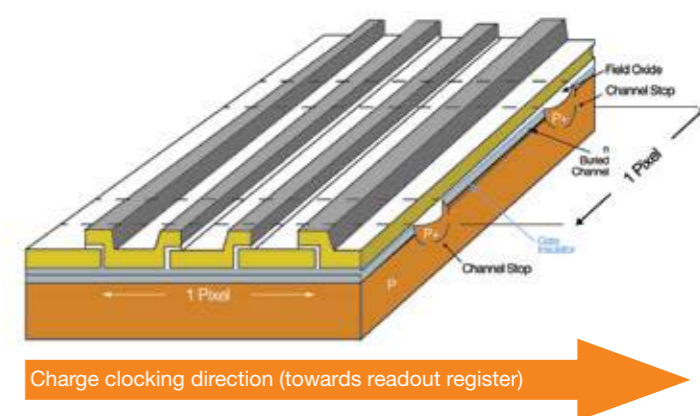 Field Oxide
Channel Stop
P+
n
Buried
Channel
1 Pixel
P+
Gate
Insulator
Channel Stop
P
1 Pixel
Charge clocking direction (towards readout register)